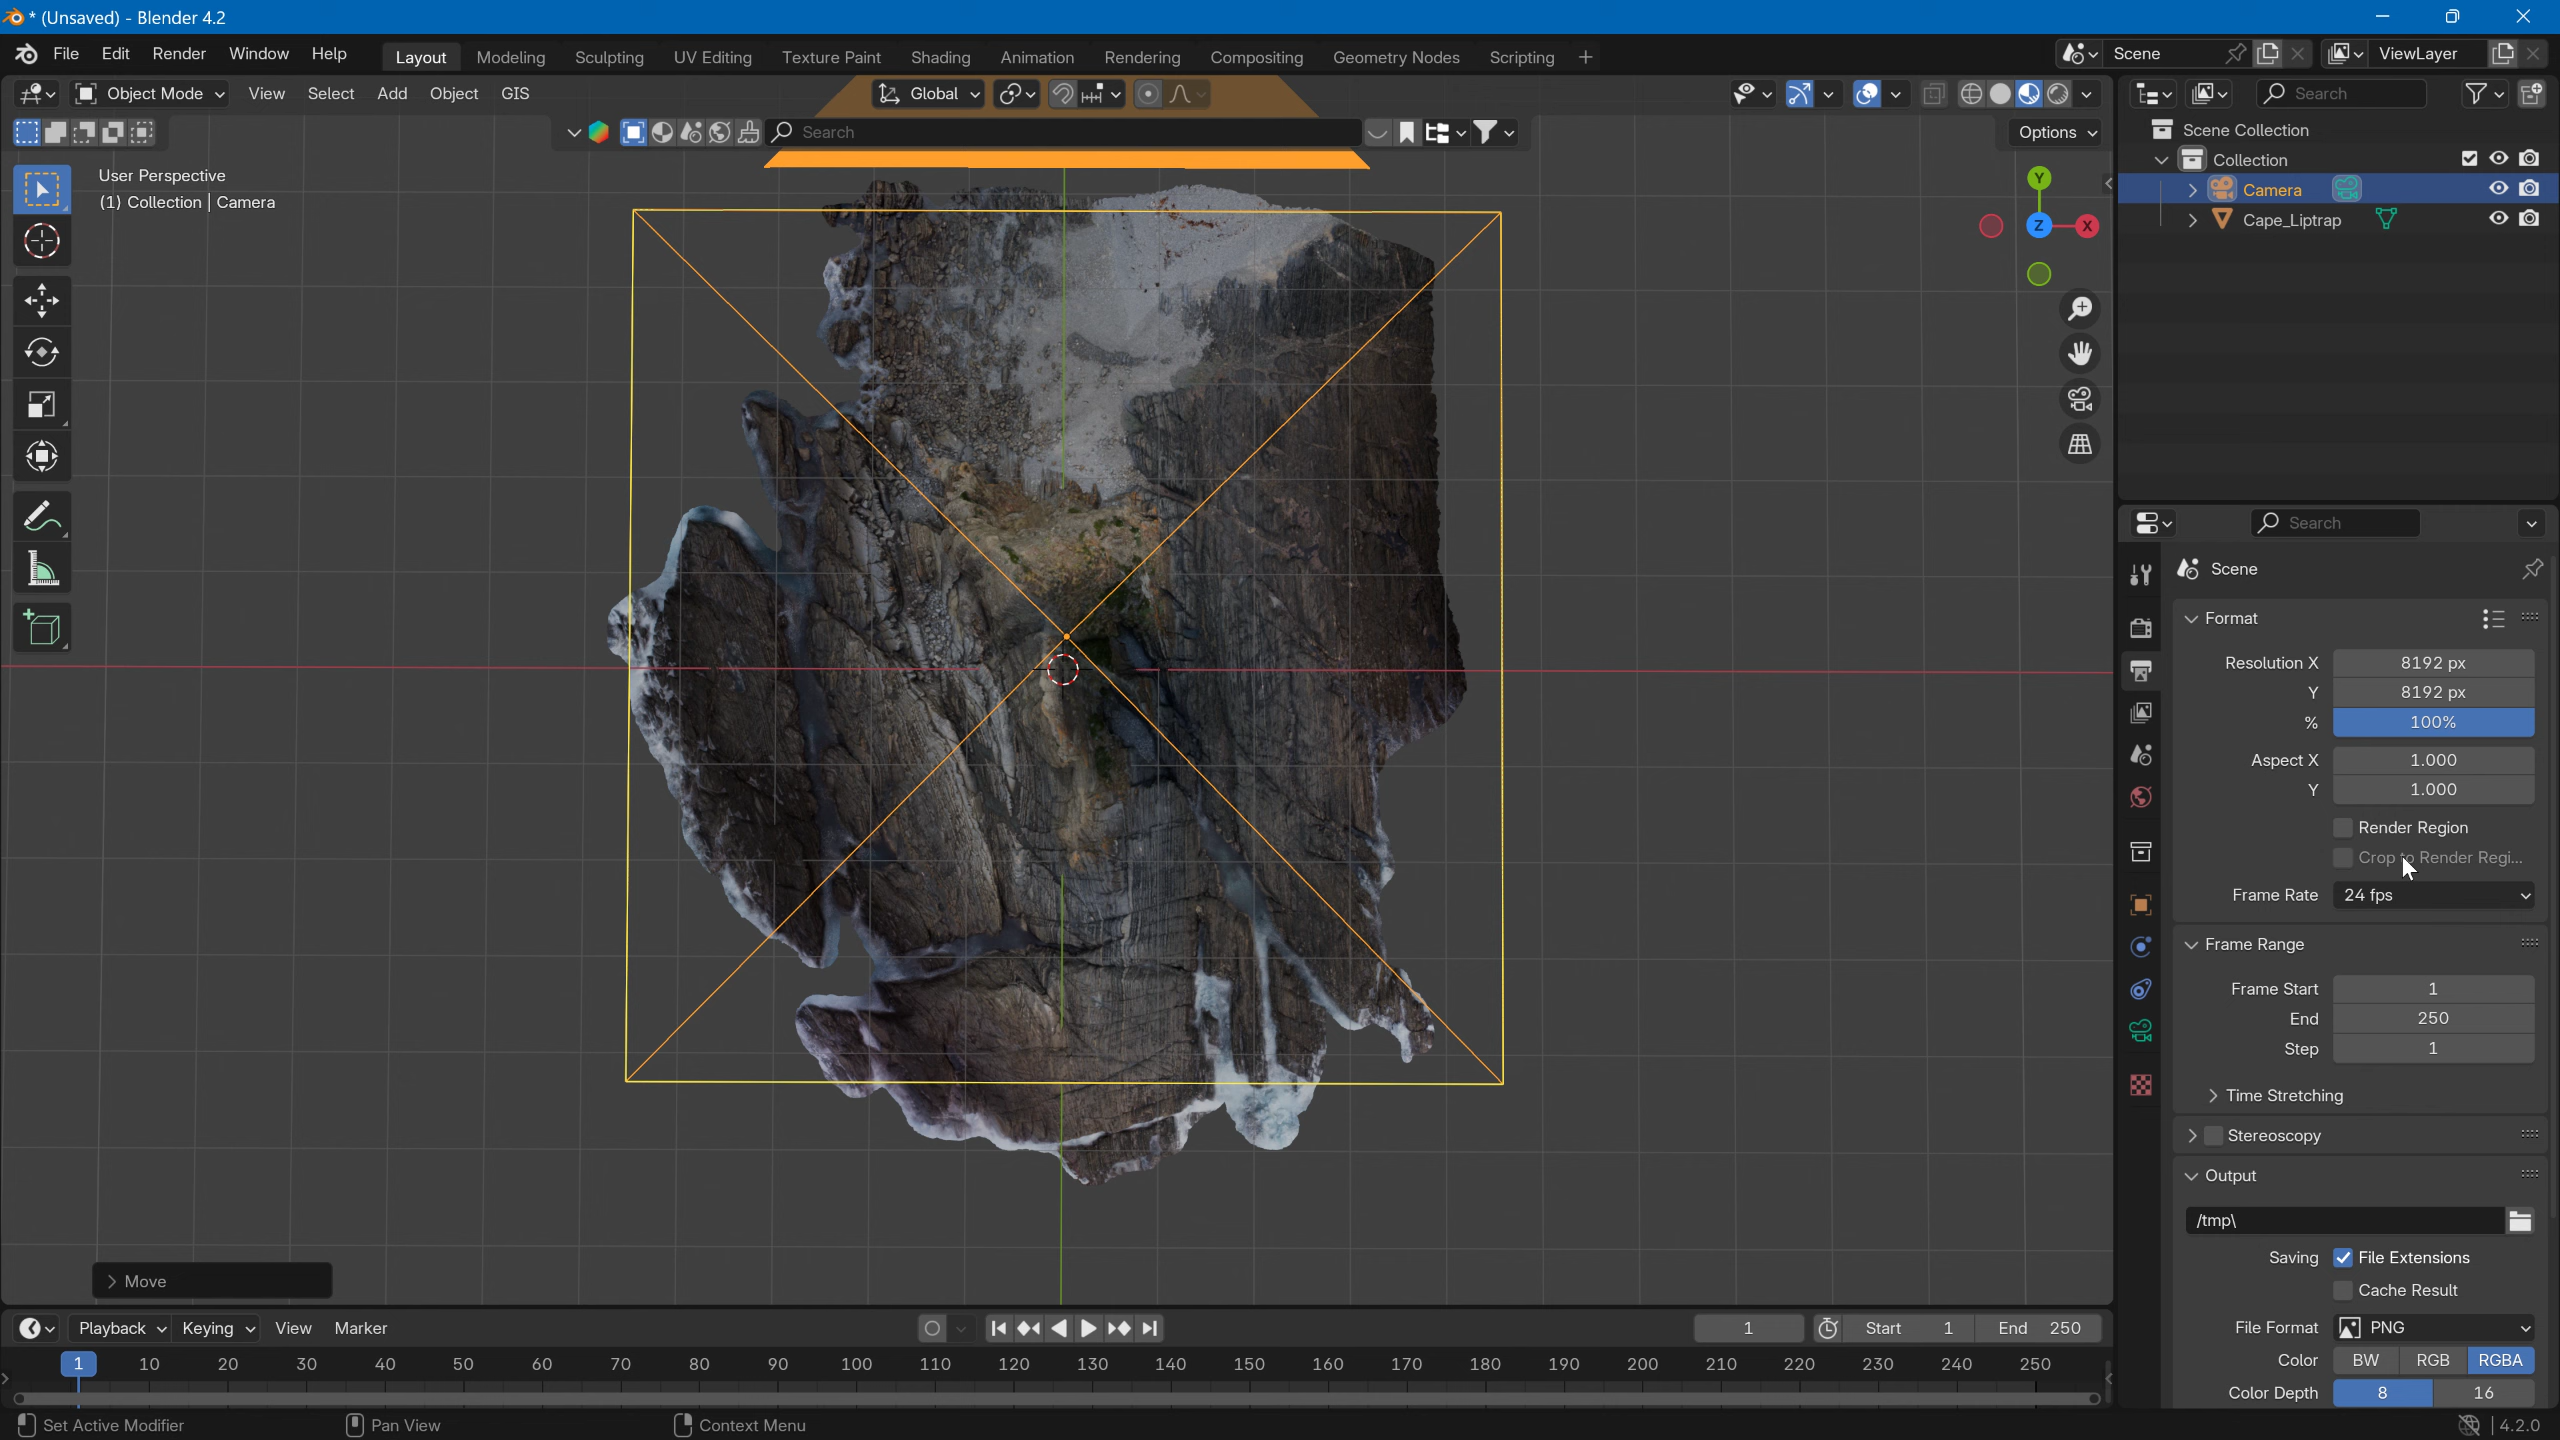 * (Unsaved) - Blender 4.2
File Edit Render Window Help Layout Modeling Sculpting UV Editing Texture Paint Shading Animation Rendering Compositing Geometry Nodes Scripting + Scene ViewLayer
Object Mode View Select Add Object GIS Global Search
Search Options
User Perspective
(1) Collection | Camera
Y
Z X
Move
Scene Collection
Collection
Camera
Cape_Liptrap
Search
Scene
Format
Resolution X 8192 px
Y 8192 px
% 100%
Aspect X 1.000
Y 1.000
Render Region
Crop to Render Regi...
Frame Rate 24 fps
Frame Range
Frame Start 1
End 250
Step 1
Time Stretching
Stereoscopy
Output
/tmp\
Saving File Extensions
Cache Result
File Format PNG
Color BW RGB RGBA
Color Depth 8 16
Playback Keying View Marker 1 Start 1 End 250
1 10 20 30 40 50 60 70 80 90 100 110 120 130 140 150 160 170 180 190 200 210 220 230 240 250
Set Active Modifier Pan View Context Menu 4.2.0